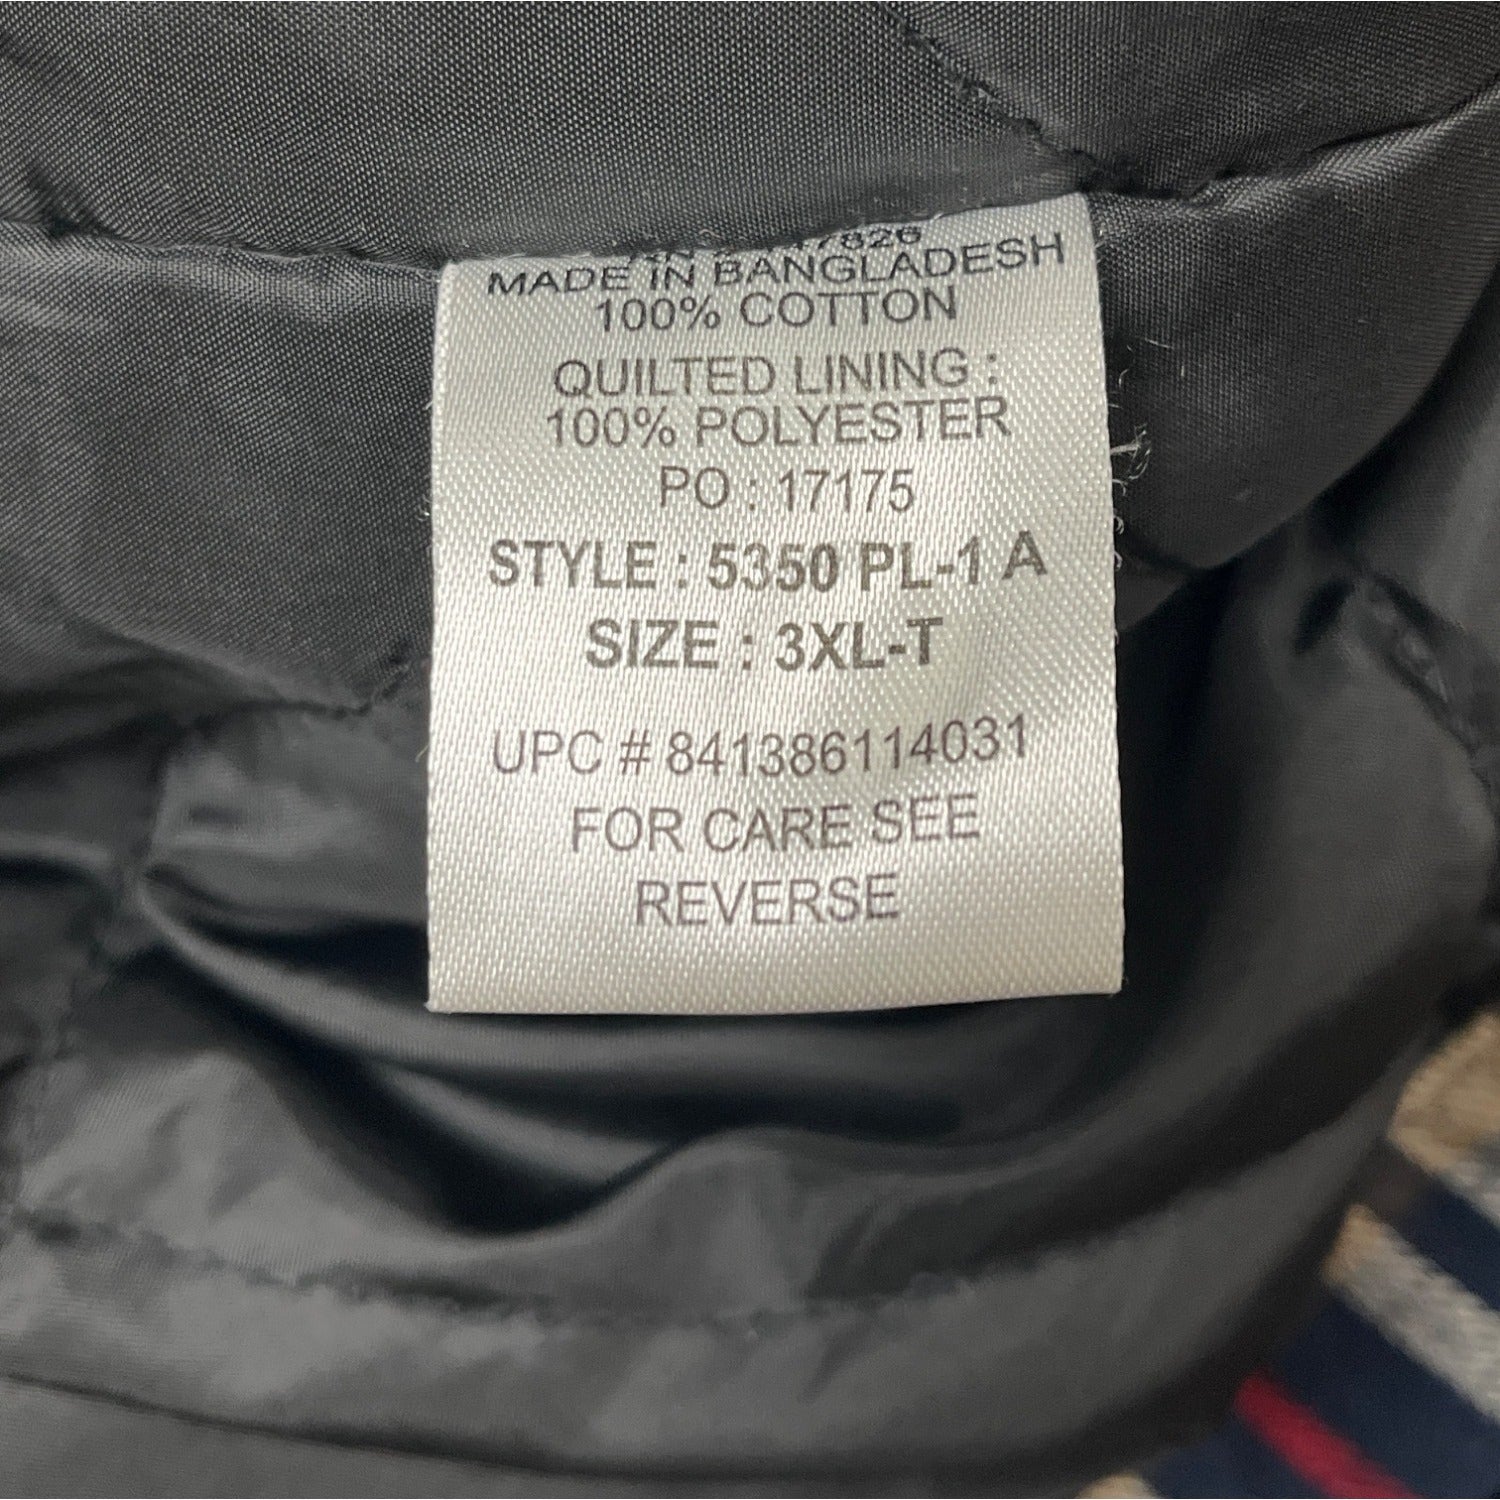 MADE IN BANGLADESH
100% COTTON
QUILTED LINING :
100% POLYESTER
PO : 17175
STYLE : 5350 PL-1 A
SIZE : 3XL-T
UPC # 841386114031
FOR CARE SEE
REVERSE